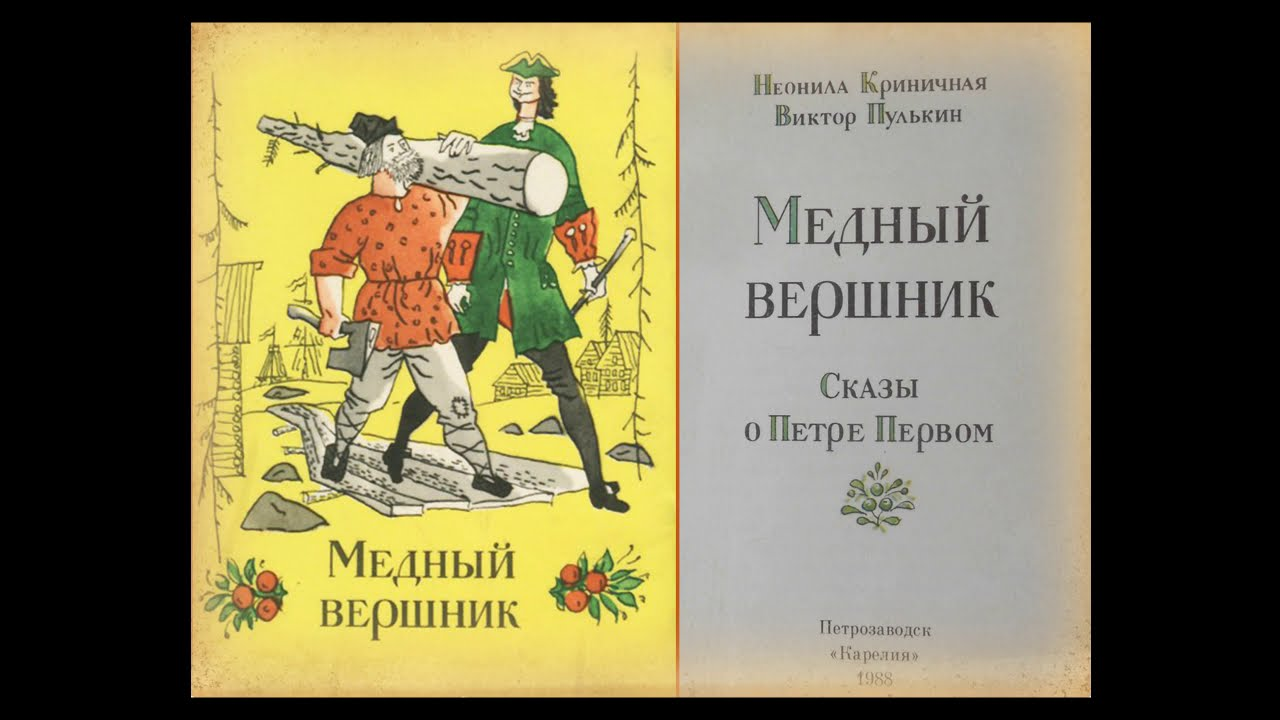 Медный
вершник
Неонила Криничная
Виктор Пулькин
Медный
вершник
Сказы
о Петре Первом
Петрозаводск
«Карелия»
1988